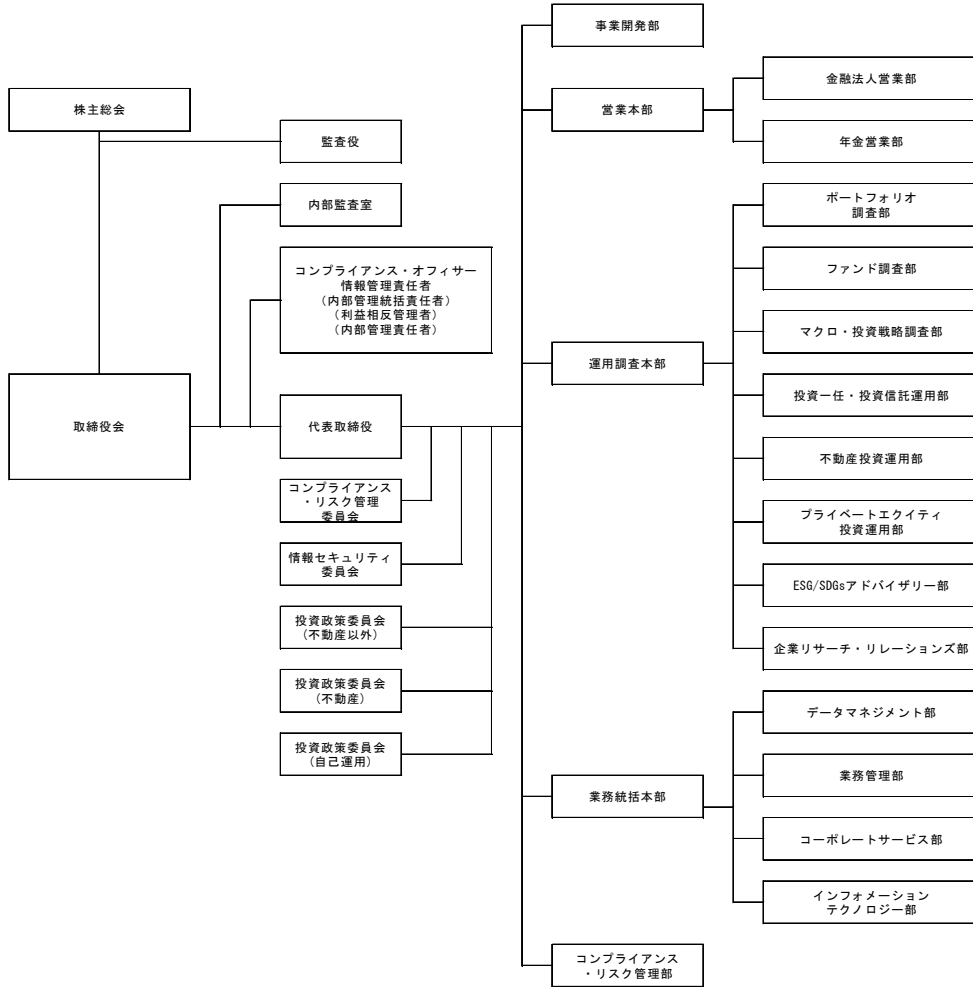 株主総会
監査役
内部監査室
コンプライアンス・オフィサー
情報管理責任者
（内部管理統括責任者）
（利益相反管理者）
（内部管理責任者）
取締役会
代表取締役
コンプライアンス
・リスク管理
委員会
情報セキュリティ
委員会
投資政策委員会
（不動産以外）
投資政策委員会
（不動産）
投資政策委員会
（自己運用）
事業開発部
営業本部
金融法人営業部
年金営業部
運用調査本部
ポートフォリオ
調査部
ファンド調査部
マクロ・投資戦略調査部
投資一任・投資信託運用部
不動産投資運用部
プライベートエクイティ
投資運用部
ESG/SDGsアドバイザリー部
企業リサーチ・リレーションズ部
業務統括本部
データマネジメント部
業務管理部
コーポレートサービス部
インフォメーション
テクノロジー部
コンプライアンス
・リスク管理部